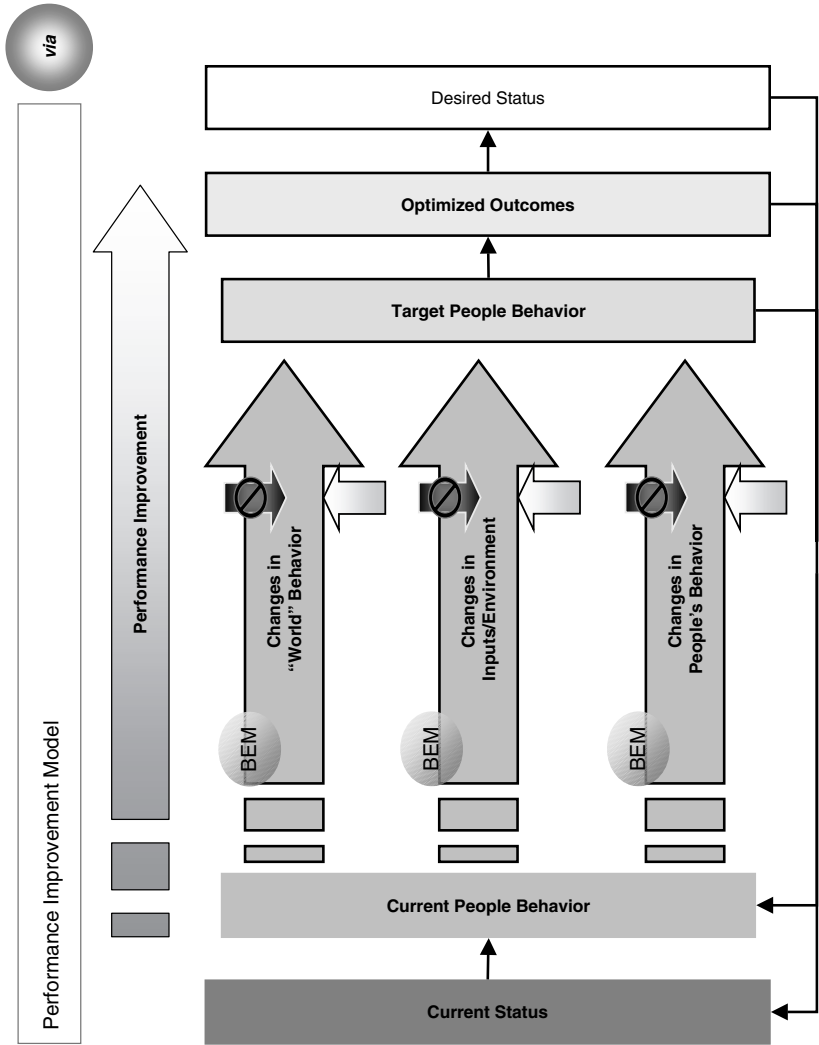 via
Performance Improvement Model
Performance Improvement
Desired Status
Optimized Outcomes
Target People Behavior
Changes in
“World” Behavior
BEM
Changes in
Inputs/Environment
BEM
Changes in
People’s Behavior
BEM
Current People Behavior
Current Status